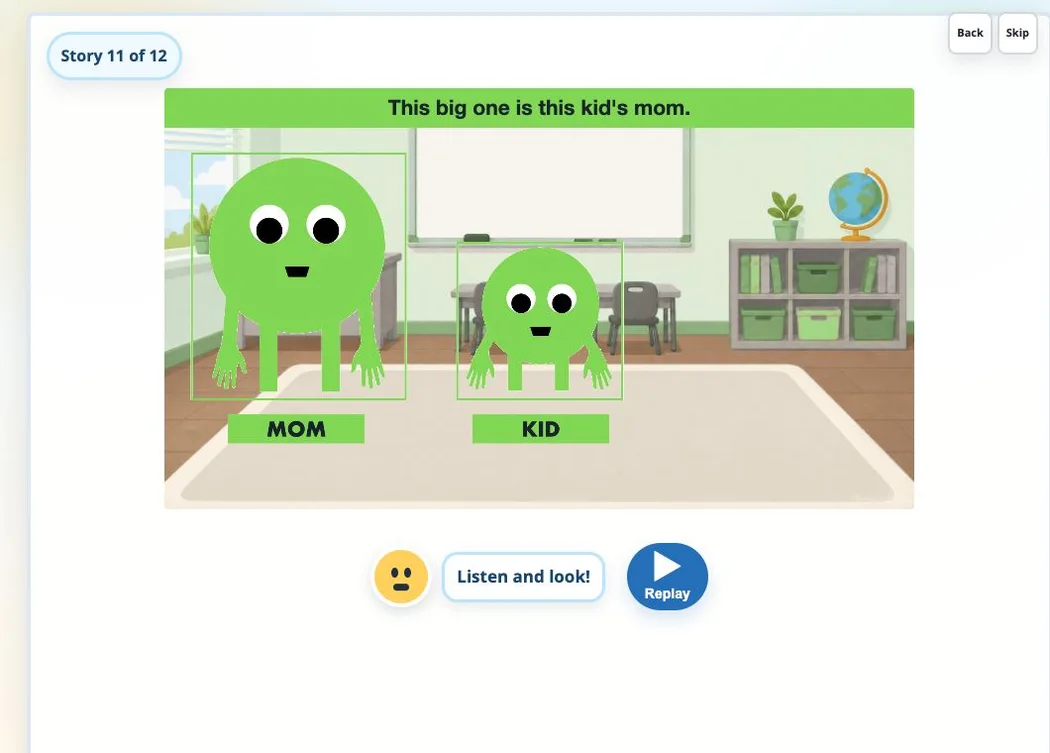 Story 11 of 12
Back
Skip
This big one is this kid's mom.
MOM
KID
Listen and look!
Replay